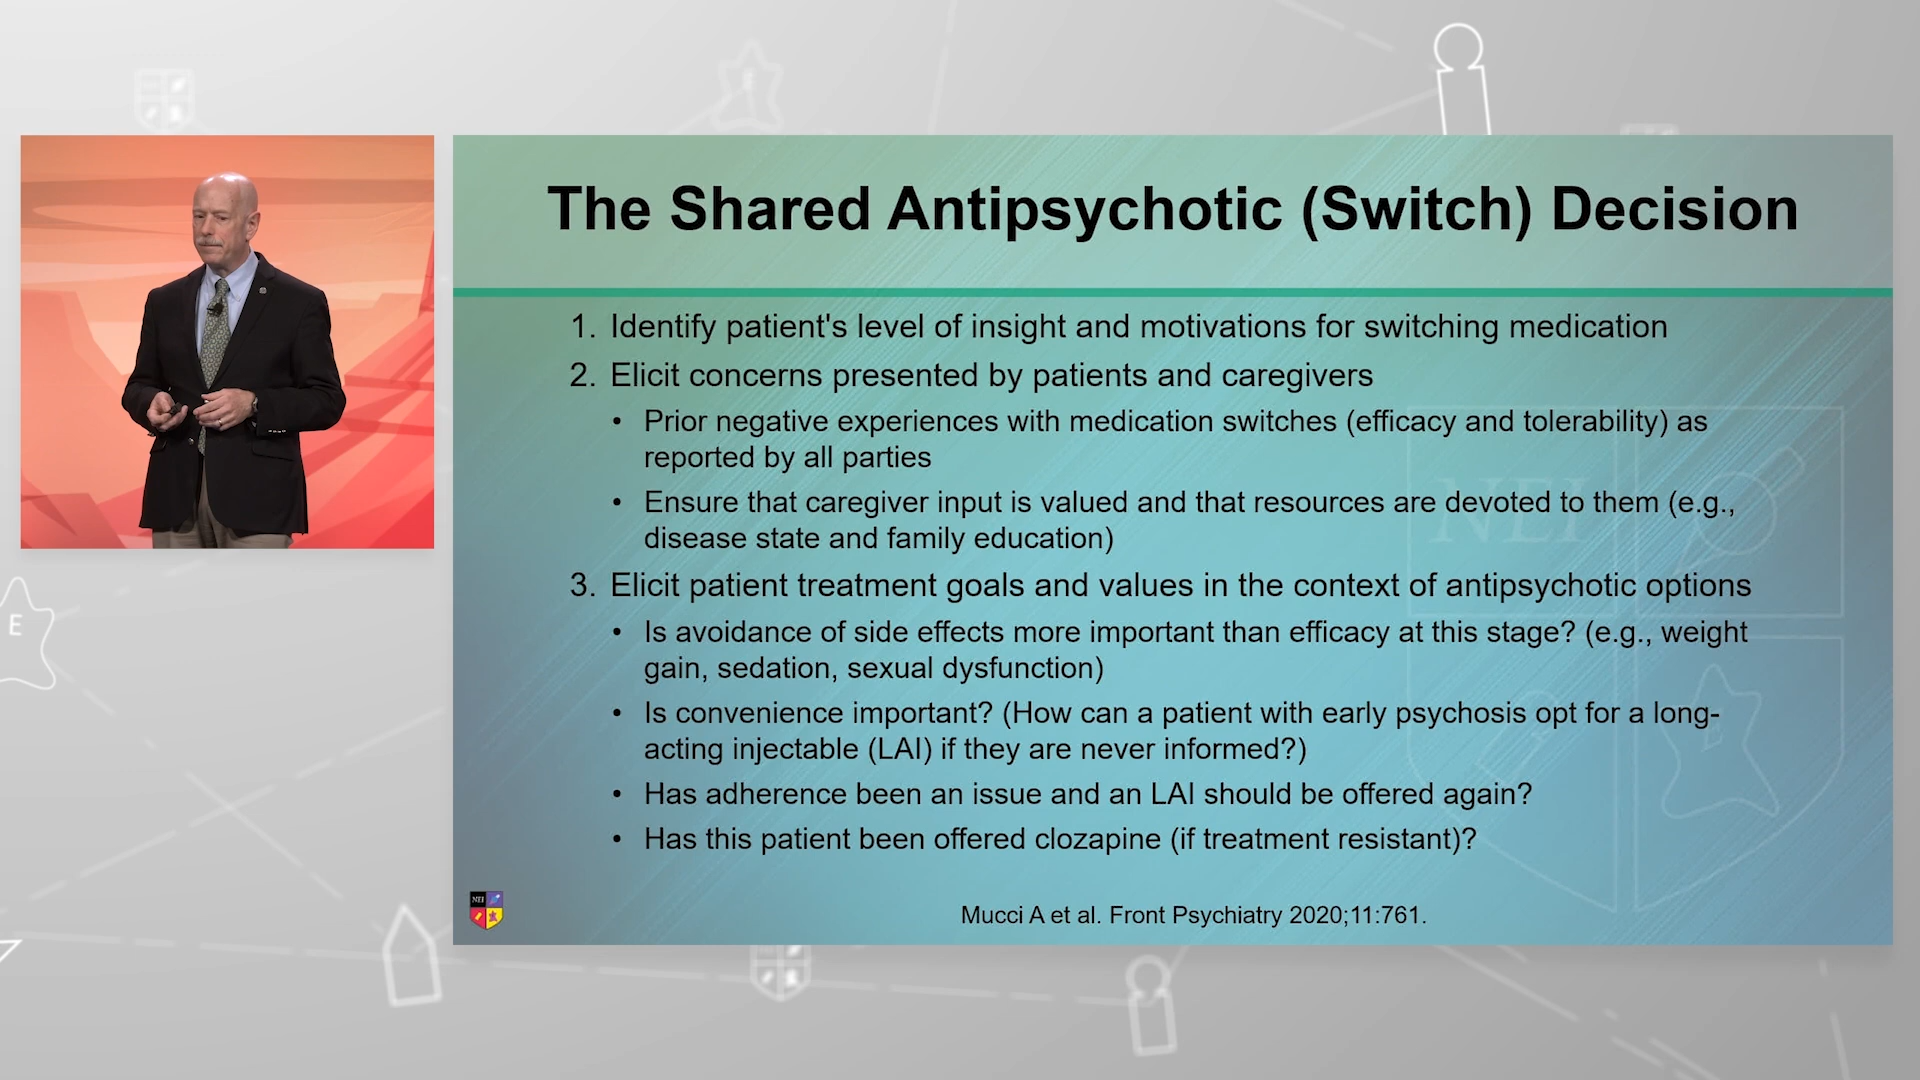 The Shared Antipsychotic (Switch) Decision
1. Identify patient's level of insight and motivations for switching medication
2. Elicit concerns presented by patients and caregivers
• Prior negative experiences with medication switches (efficacy and tolerability) as
reported by all parties
• Ensure that caregiver input is valued and that resources are devoted to them (e.g.,
disease state and family education)
3. Elicit patient treatment goals and values in the context of antipsychotic options
• Is avoidance of side effects more important than efficacy at this stage? (e.g., weight
gain, sedation, sexual dysfunction)
• Is convenience important? (How can a patient with early psychosis opt for a long-
acting injectable (LAI) if they are never informed?)
• Has adherence been an issue and an LAI should be offered again?
• Has this patient been offered clozapine (if treatment resistant)?
NEI
Mucci A et al. Front Psychiatry 2020;11:761.
NEI
E